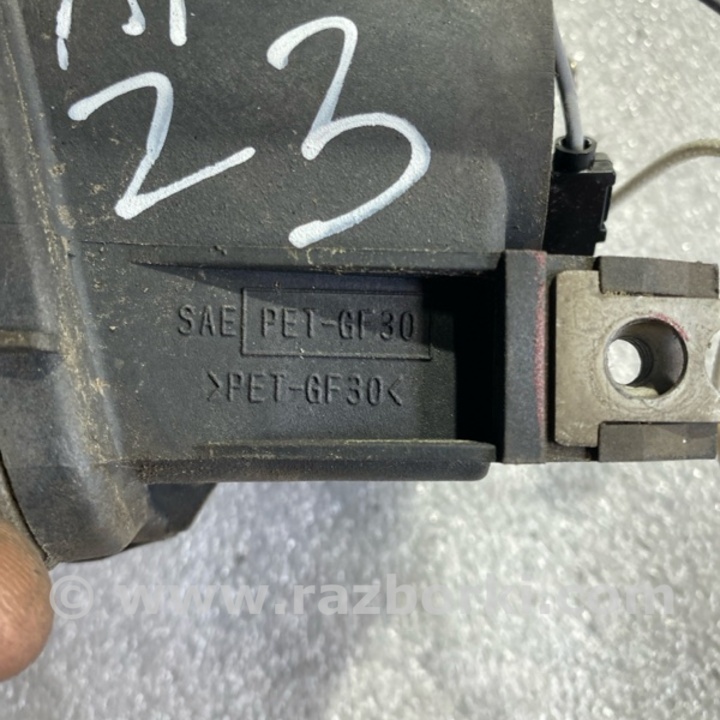 23
SAE PET-GF30
>PET-GF30<
© www.razborka.com